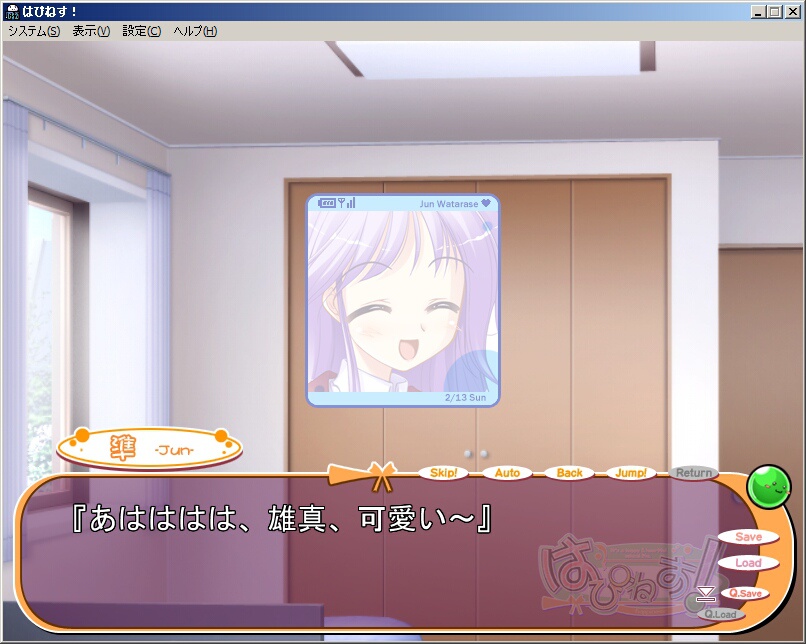 はぴねす！
システム(S) 表示(V) 設定(C) ヘルプ(H)
Jun Watarase ♥
2/13 Sun
準 -Jun-
Skip! Auto Back Jump! Return
『あはははは、雄真、可愛い～』
はぴねす！
Save
Load
Q.Save
Q.Load